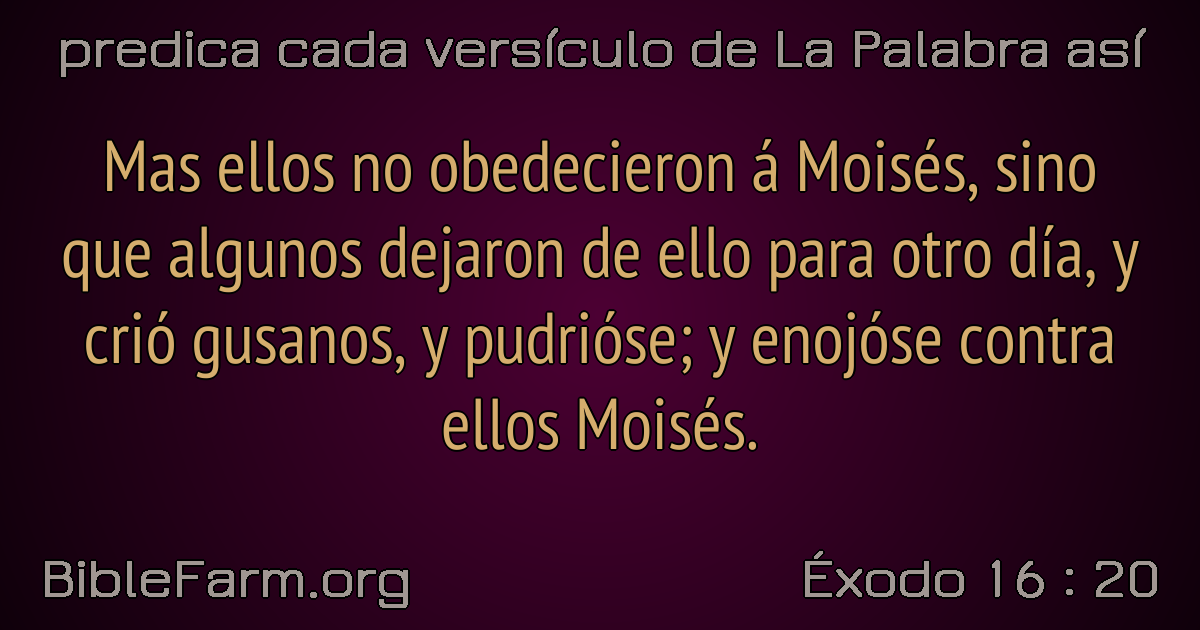 predica cada versículo de La Palabra así
Mas ellos no obedecieron á Moisés, sino
que algunos dejaron de ello para otro día, y
crió gusanos, y pudrióse; y enojóse contra
ellos Moisés.
BibleFarm.org
Éxodo 16 : 20